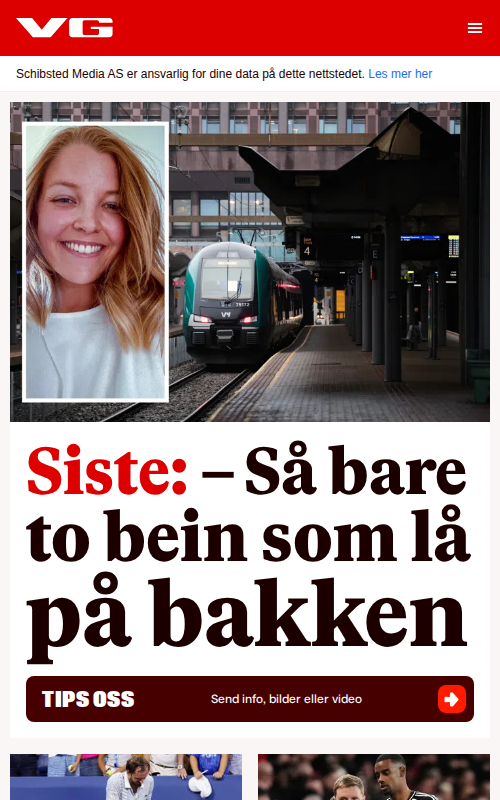 VG
Schibsted Media AS er ansvarlig for dine data på dette nettstedet. Les mer her
4
Siste: – Så bare
to bein som lå
på bakken
TIPS OSS
Send info, bilder eller video